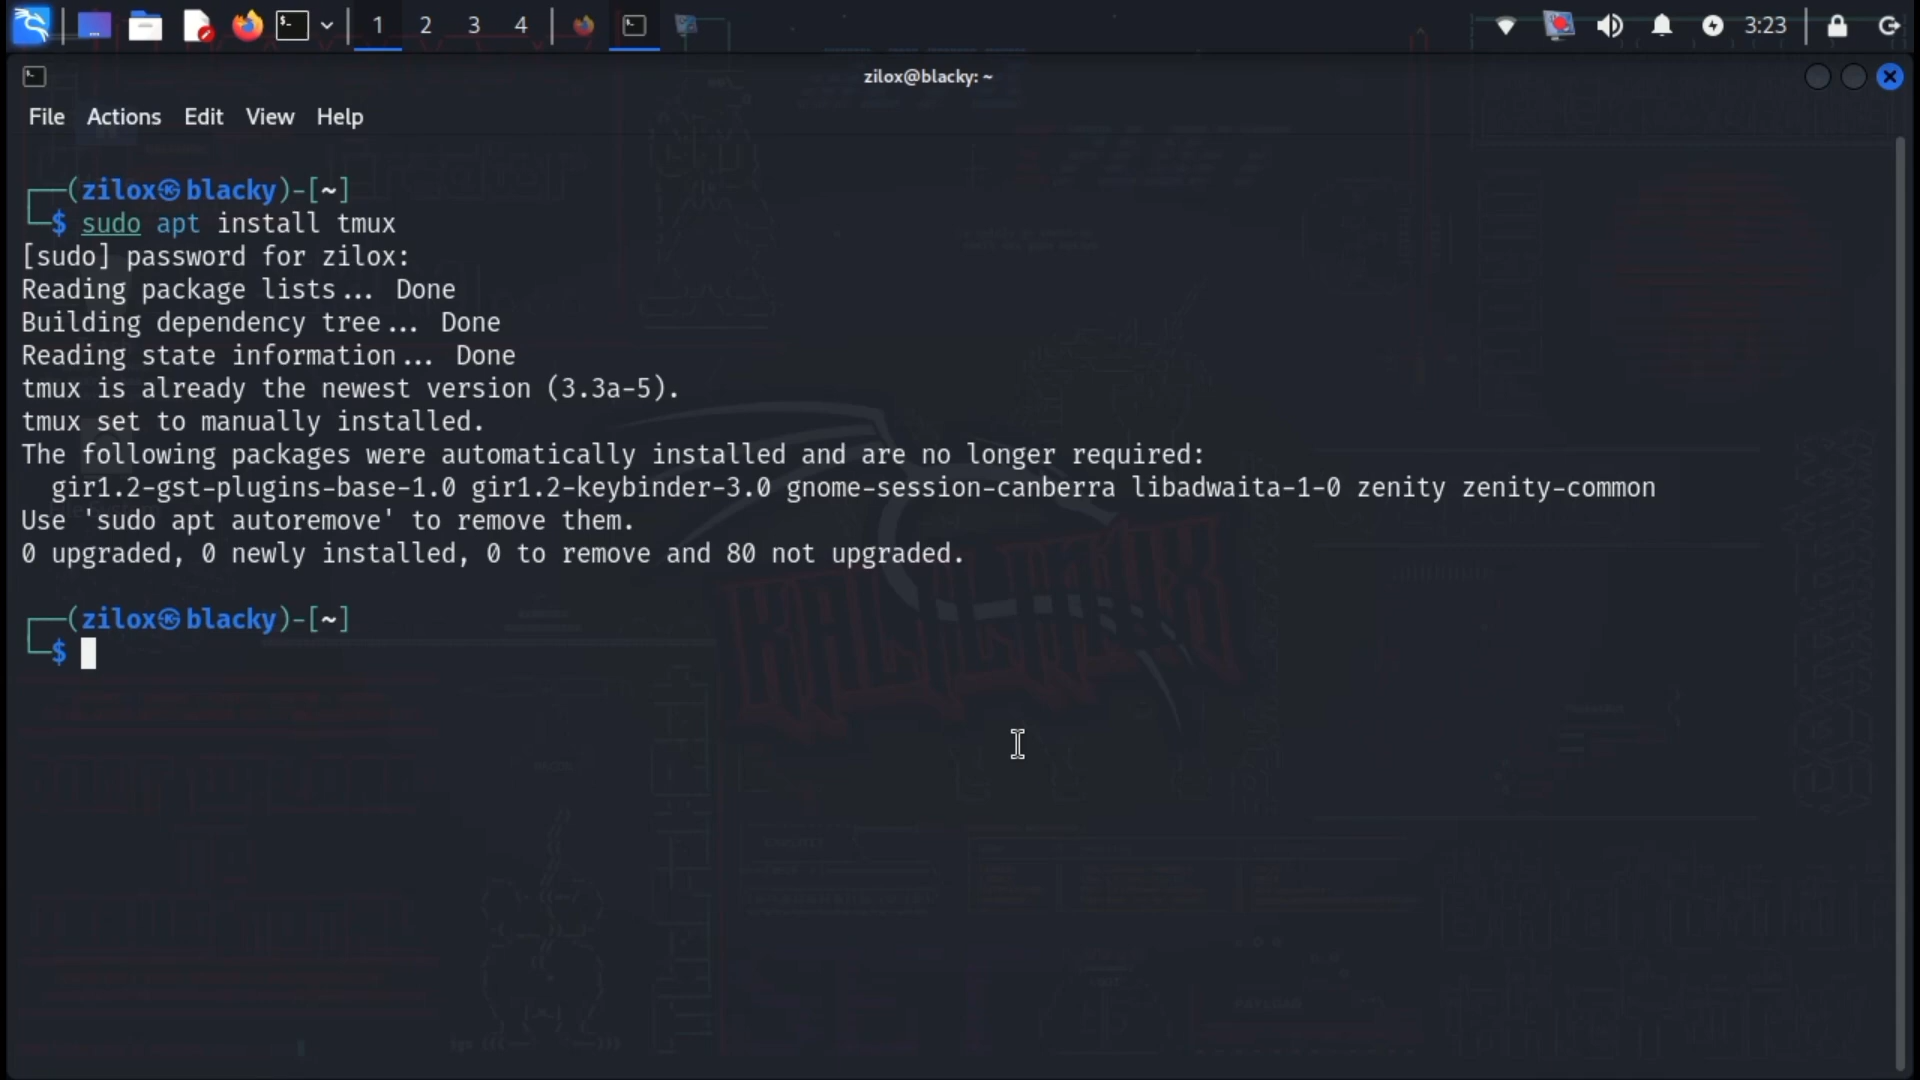 1 2 3 4 3:23
zilox@blacky: ~
File Actions Edit View Help
┌──(zilox㉿blacky)-[~]
└─$ sudo apt install tmux
[sudo] password for zilox:
Reading package lists... Done
Building dependency tree... Done
Reading state information... Done
tmux is already the newest version (3.3a-5).
tmux set to manually installed.
The following packages were automatically installed and are no longer required:
gir1.2-gst-plugins-base-1.0 gir1.2-keybinder-3.0 gnome-session-canberra libadwaita-1-0 zenity zenity-common
Use 'sudo apt autoremove' to remove them.
0 upgraded, 0 newly installed, 0 to remove and 80 not upgraded.
┌──(zilox㉿blacky)-[~]
└─$
KALI LINUX